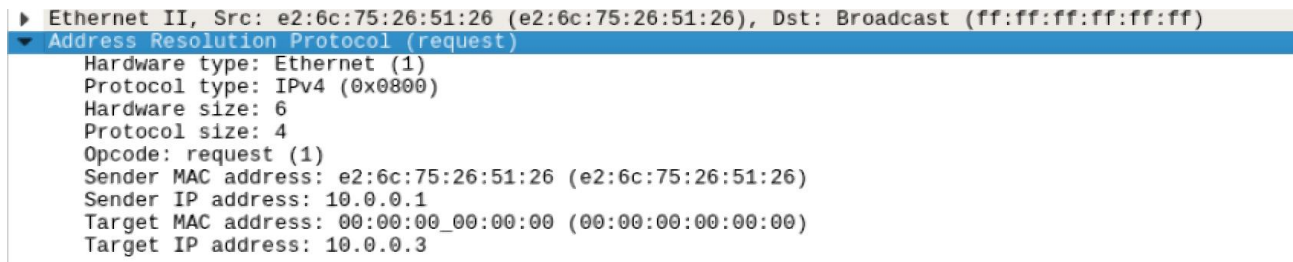 Ethernet II, Src: e2:6c:75:26:51:26 (e2:6c:75:26:51:26), Dst: Broadcast (ff:ff:ff:ff:ff:ff)
Address Resolution Protocol (request)
Hardware type: Ethernet (1)
Protocol type: IPv4 (0x0800)
Hardware size: 6
Protocol size: 4
Opcode: request (1)
Sender MAC address: e2:6c:75:26:51:26 (e2:6c:75:26:51:26)
Sender IP address: 10.0.0.1
Target MAC address: 00:00:00_00:00:00 (00:00:00:00:00:00)
Target IP address: 10.0.0.3